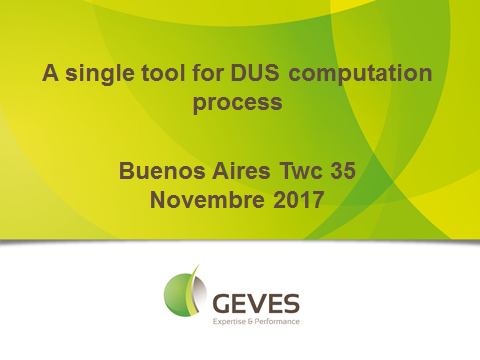 A single tool for DUS computation
process
Buenos Aires Twc 35
Novembre 2017
GEVES
Expertise & Performance